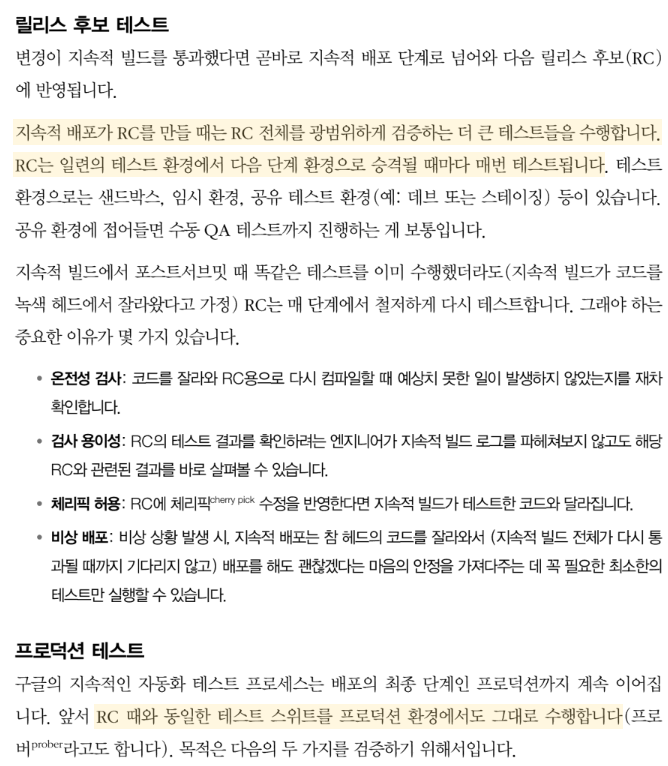 릴리스 후보 테스트
변경이 지속적 빌드를 통과했다면 곧바로 지속적 배포 단계로 넘어와 다음 릴리스 후보(RC)
에 반영됩니다.
지속적 배포가 RC를 만들 때는 RC 전체를 광범위하게 검증하는 더 큰 테스트들을 수행합니다.
RC는 일련의 테스트 환경에서 다음 단계 환경으로 승격될 때마다 매번 테스트됩니다. 테스트
환경으로는 샌드박스, 임시 환경, 공유 테스트 환경(예: 데브 또는 스테이징) 등이 있습니다.
공유 환경에 접어들면 수동 QA 테스트까지 진행하는 게 보통입니다.
지속적 빌드에서 포스트서브밋 때 똑같은 테스트를 이미 수행했더라도(지속적 빌드가 코드를
녹색 헤드에서 잘라왔다고 가정) RC는 매 단계에서 철저하게 다시 테스트합니다. 그래야 하는
중요한 이유가 몇 가지 있습니다.
• 온전성 검사: 코드를 잘라와 RC용으로 다시 컴파일할 때 예상치 못한 일이 발생하지 않았는지를 재차
확인합니다.
• 검사 용이성: RC의 테스트 결과를 확인하려는 엔지니어가 지속적 빌드 로그를 파헤쳐보지 않고도 해당
RC와 관련된 결과를 바로 살펴볼 수 있습니다.
• 체리픽 허용: RC에 체리픽cherry pick 수정을 반영한다면 지속적 빌드가 테스트한 코드와 달라집니다.
• 비상 배포: 비상 상황 발생 시, 지속적 배포는 참 헤드의 코드를 잘라와서 (지속적 빌드 전체가 다시 통
과될 때까지 기다리지 않고) 배포를 해도 괜찮겠다는 마음의 안정을 가져다주는 데 꼭 필요한 최소한의
테스트만 실행할 수 있습니다.
프로덕션 테스트
구글의 지속적인 자동화 테스트 프로세스는 배포의 최종 단계인 프로덕션까지 계속 이어집
니다. 앞서 RC 때와 동일한 테스트 스위트를 프로덕션 환경에서도 그대로 수행합니다(프로
버prober라고도 합니다). 목적은 다음의 두 가지를 검증하기 위해서입니다.